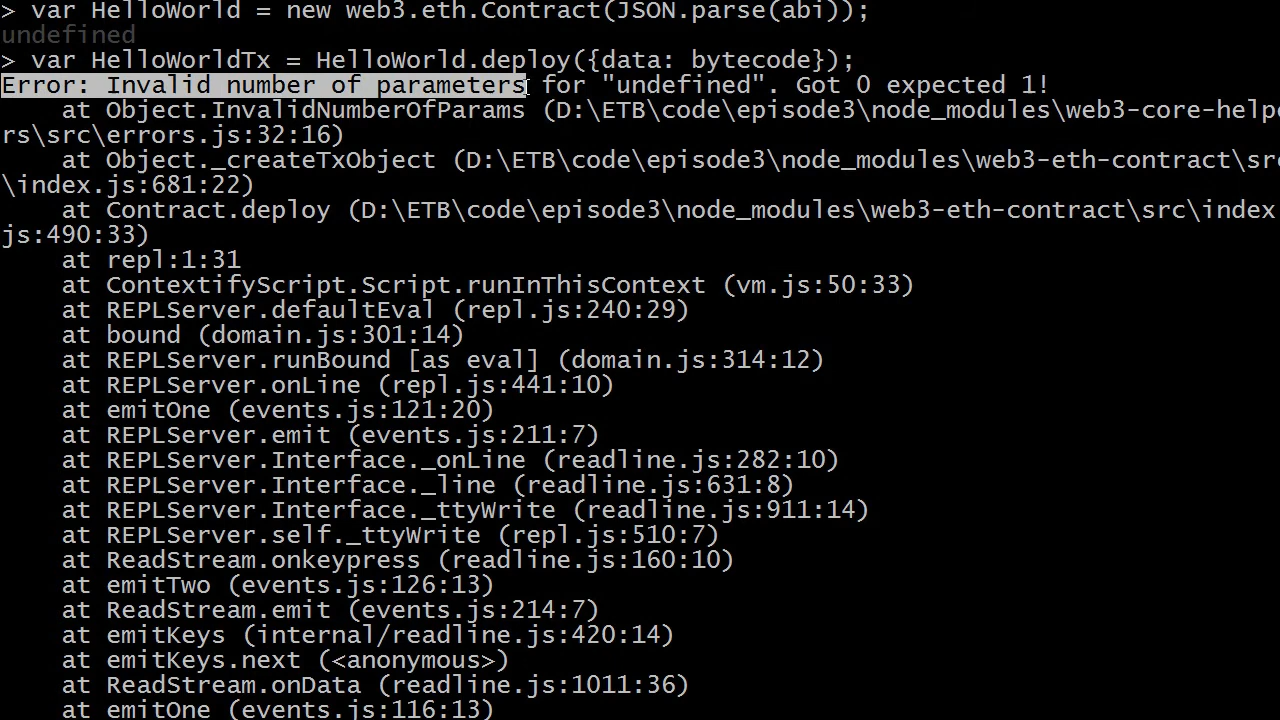 > var HelloWorld = new web3.eth.Contract(JSON.parse(abi));
undefined
> var HelloWorldTx = HelloWorld.deploy({data: bytecode});
Error: Invalid number of parameters for "undefined". Got 0 expected 1!
    at Object.InvalidNumberOfParams (D:\ETB\code\episode3\node_modules\web3-core-helpe
rs\src\errors.js:32:16)
    at Object._createTxObject (D:\ETB\code\episode3\node_modules\web3-eth-contract\src
\index.js:681:22)
    at Contract.deploy (D:\ETB\code\episode3\node_modules\web3-eth-contract\src\index
js:490:33)
    at repl:1:31
    at ContextifyScript.Script.runInThisContext (vm.js:50:33)
    at REPLServer.defaultEval (repl.js:240:29)
    at bound (domain.js:301:14)
    at REPLServer.runBound [as eval] (domain.js:314:12)
    at REPLServer.onLine (repl.js:441:10)
    at emitOne (events.js:121:20)
    at REPLServer.emit (events.js:211:7)
    at REPLServer.Interface._onLine (readline.js:282:10)
    at REPLServer.Interface._line (readline.js:631:8)
    at REPLServer.Interface._ttyWrite (readline.js:911:14)
    at REPLServer.self._ttyWrite (repl.js:510:7)
    at ReadStream.onkeypress (readline.js:160:10)
    at emitTwo (events.js:126:13)
    at ReadStream.emit (events.js:214:7)
    at emitKeys (internal/readline.js:420:14)
    at emitKeys.next (<anonymous>)
    at ReadStream.onData (readline.js:1011:36)
    at emitOne (events.js:116:13)